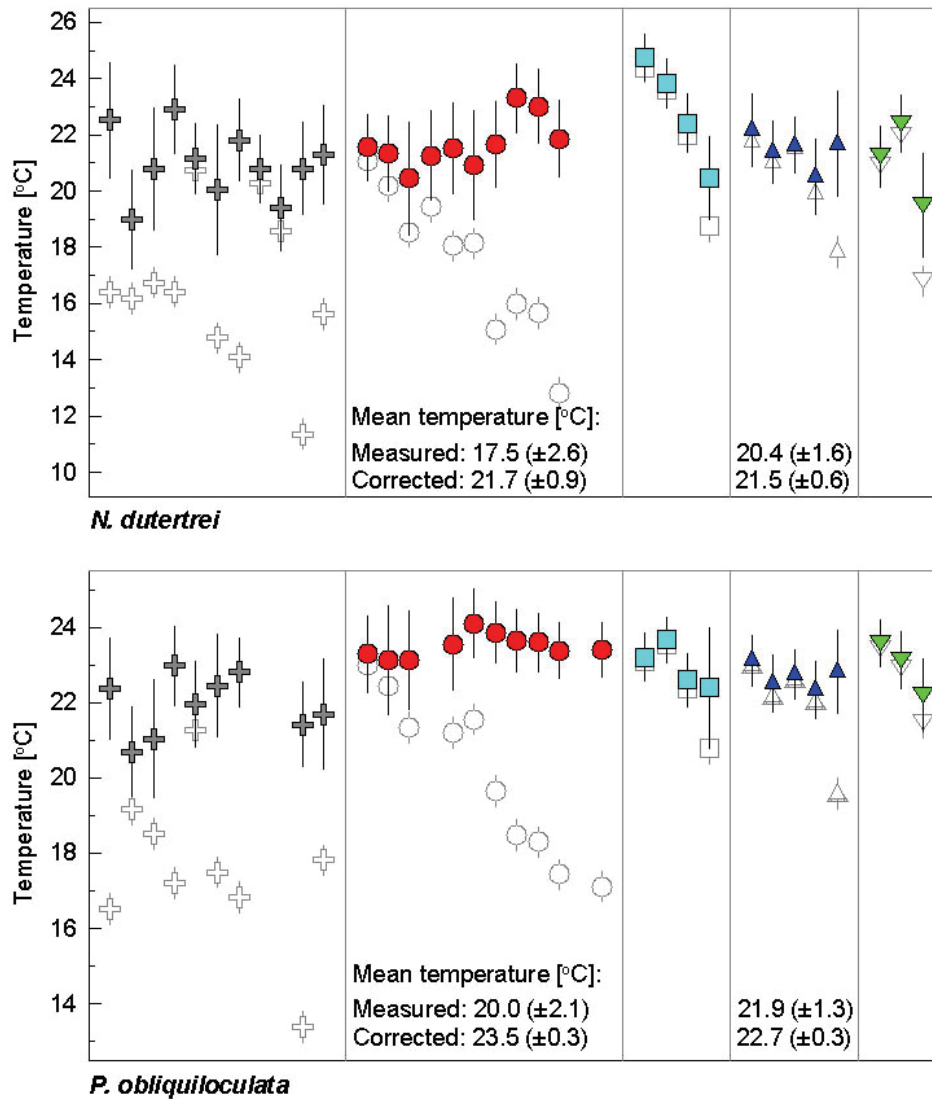 26
24
22
20
18
16
14
12
10
Temperature [°C]
Mean temperature [°C]:
Measured: 17.5 (±2.6)
Corrected: 21.7 (±0.9)
20.4 (±1.6)
21.5 (±0.6)
N. dutertrei
24
22
20
18
16
14
Temperature [°C]
Mean temperature [°C]:
Measured: 20.0 (±2.1)
Corrected: 23.5 (±0.3)
21.9 (±1.3)
22.7 (±0.3)
P. obliquiloculata